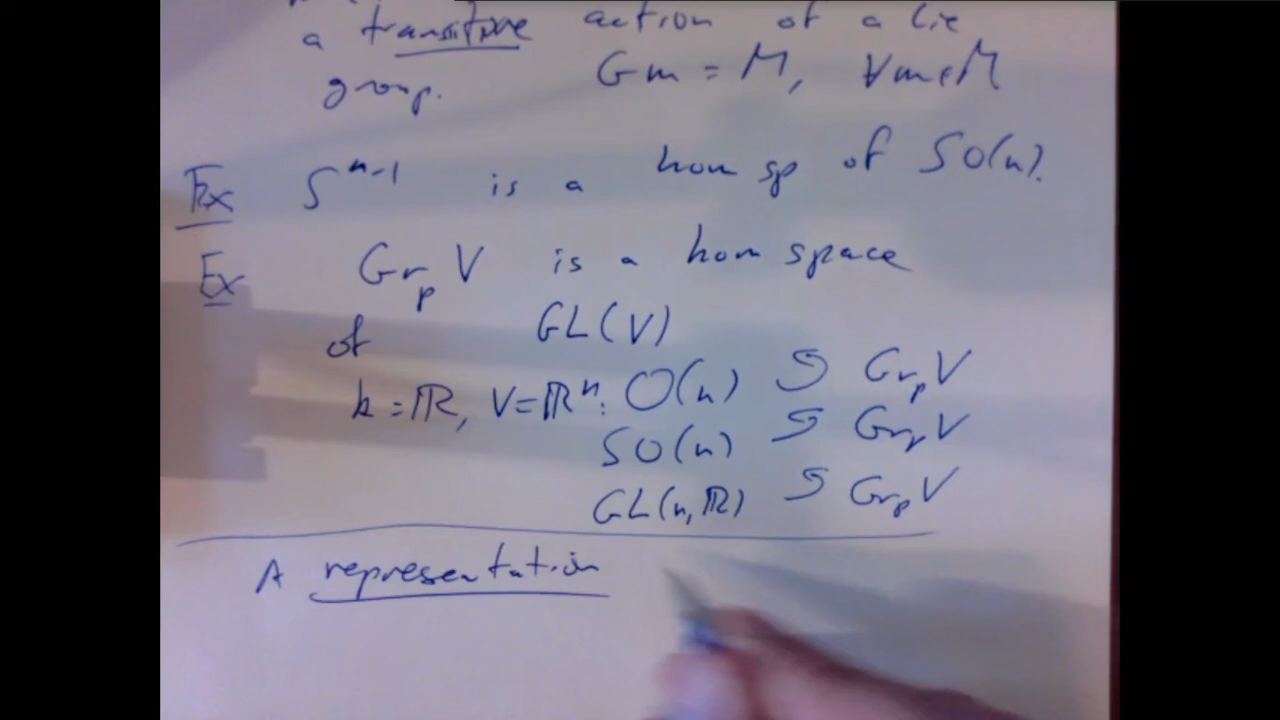 a transitive action of a Lie
group. Gm = M, ∀m∈M
Ex S^{n-1} is a hom sp of SO(n).
Ex Gr_p V is a hom space
of GL(V)
k = ℝ, V = ℝ^n: O(n) ↺ Gr_p V
SO(n) ↺ Gr_p V
GL(n, ℝ) ↺ Gr_p V
A representation